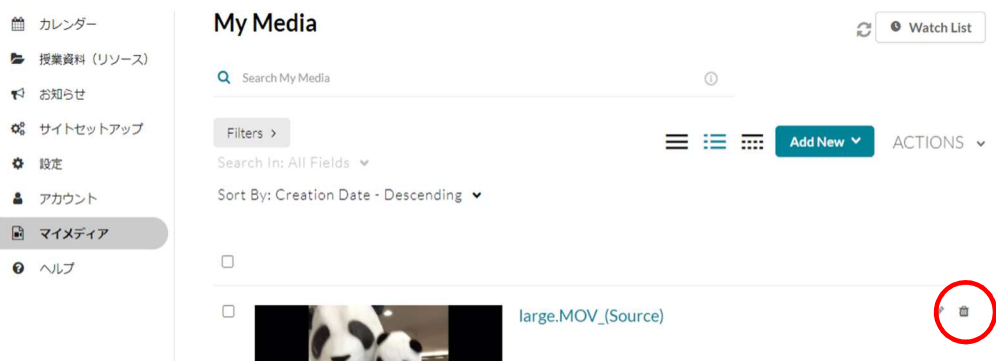 カレンダー
授業資料（リソース）
お知らせ
サイトセットアップ
設定
アカウント
マイメディア
ヘルプ
My Media
Watch List
Search My Media
Filters >
Add New
ACTIONS
Search In: All Fields
Sort By: Creation Date - Descending
large.MOV_(Source)